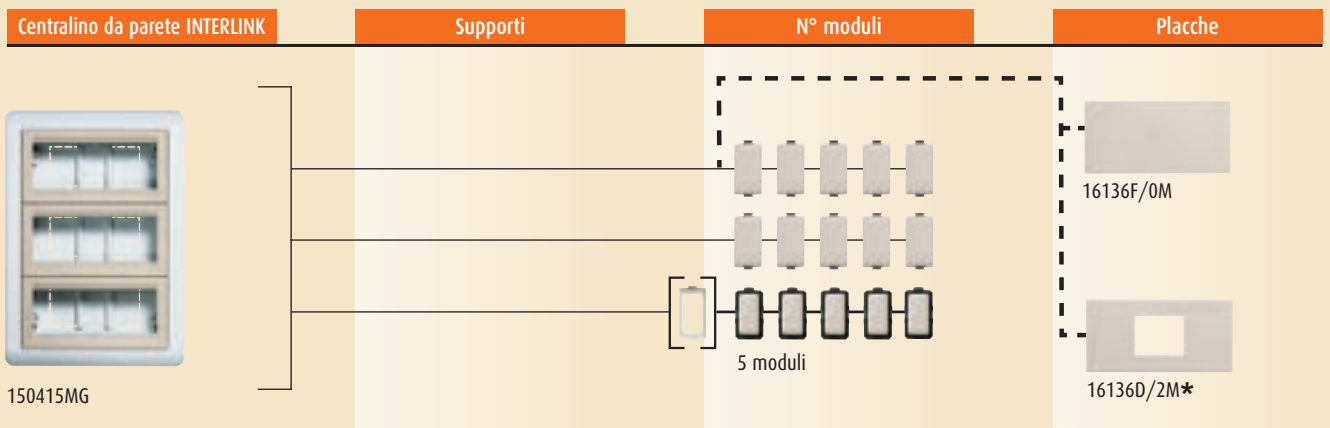 Centralino da parete INTERLINK
Supporti
N° moduli
Placche
16136F/0M
5 moduli
150415MG
16136D/2M*